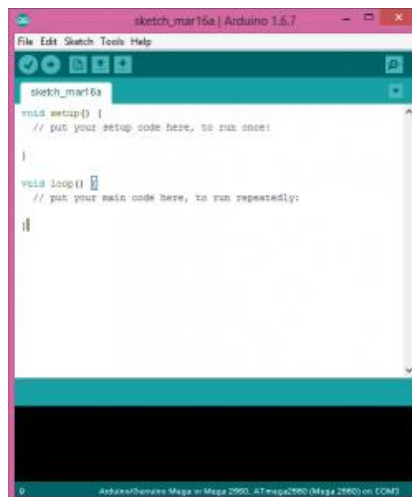 sketch_mar16a | Arduino 1.6.7
File Edit Sketch Tools Help
sketch_mar16a
void setup() {
// put your setup code here, to run once:
}
void loop() {
// put your main code here, to run repeatedly:
}
9
Arduino/Genuino Mega or Mega 2560, ATmega2560 (Mega 2560) on COM3